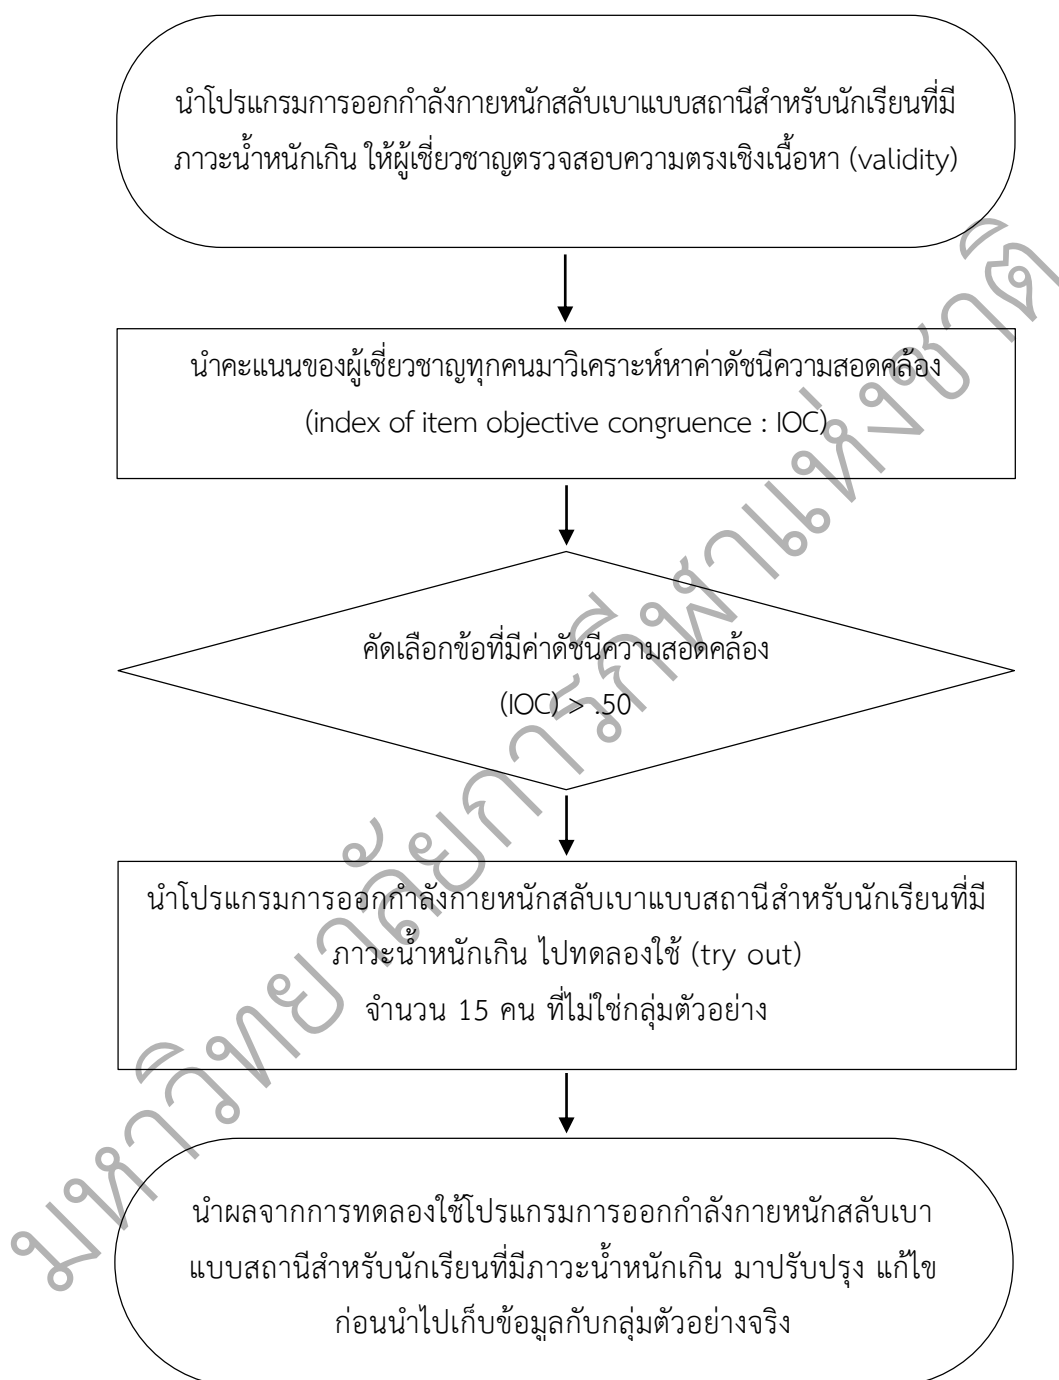 นำโปรแกรมการออกกำลังกายหนักสลับเบาแบบสถานีสำหรับนักเรียนที่มี
ภาวะน้ำหนักเกิน ให้ผู้เชี่ยวชาญตรวจสอบความตรงเชิงเนื้อหา (validity)
นำคะแนนของผู้เชี่ยวชาญทุกคนมาวิเคราะห์หาค่าดัชนีความสอดคล้อง
(index of item objective congruence : IOC)
คัดเลือกข้อที่มีค่าดัชนีความสอดคล้อง
(IOC) > .50
นำโปรแกรมการออกกำลังกายหนักสลับเบาแบบสถานีสำหรับนักเรียนที่มี
ภาวะน้ำหนักเกิน ไปทดลองใช้ (try out)
จำนวน 15 คน ที่ไม่ใช่กลุ่มตัวอย่าง
นำผลจากการทดลองใช้โปรแกรมการออกกำลังกายหนักสลับเบา
แบบสถานีสำหรับนักเรียนที่มีภาวะน้ำหนักเกิน มาปรับปรุง แก้ไข
ก่อนนำไปเก็บข้อมูลกับกลุ่มตัวอย่างจริง
มหาวิทยาลัยการกีฬาแห่งชาติ